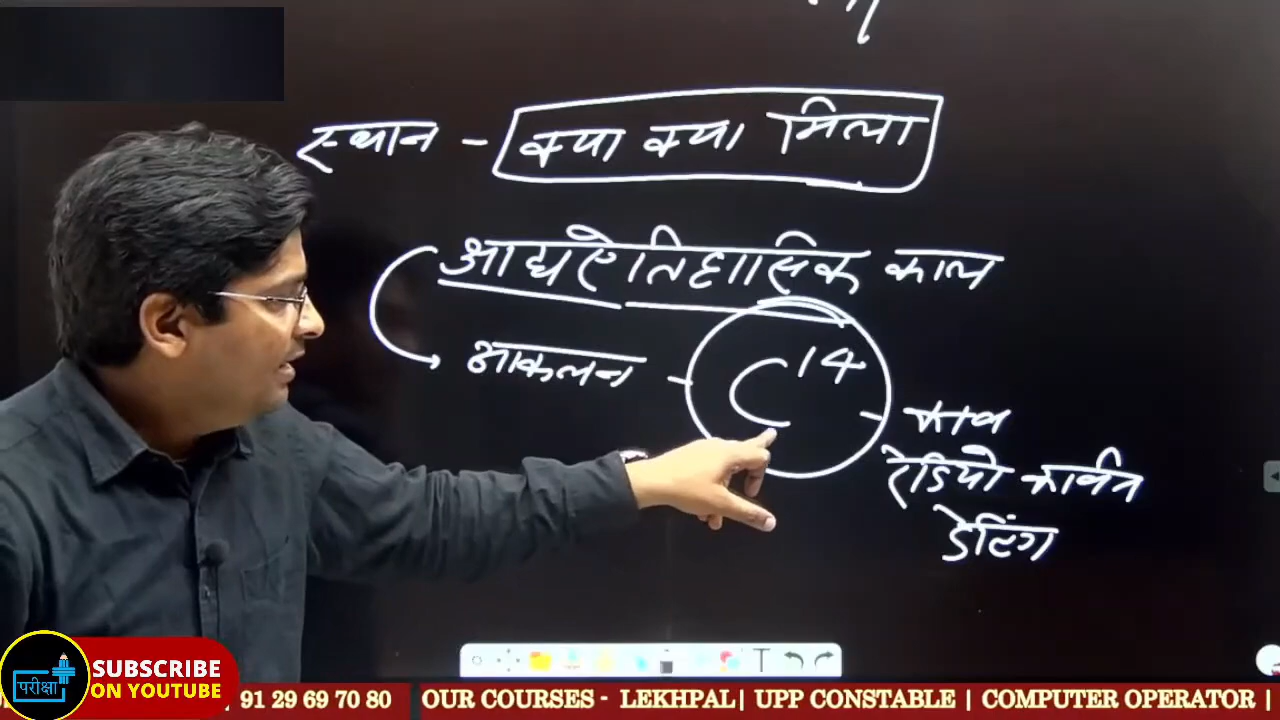 स्थान - क्या क्या मिला
आद्यऐतिहासिक काल
आकलन - C14 -
रेडियो कार्बन
डेटिंग
परीक्षा
SUBSCRIBE
ON YOUTUBE
| 91 29 69 70 80 OUR COURSES - LEKHPAL| UPP CONSTABLE | COMPUTER OPERATOR |